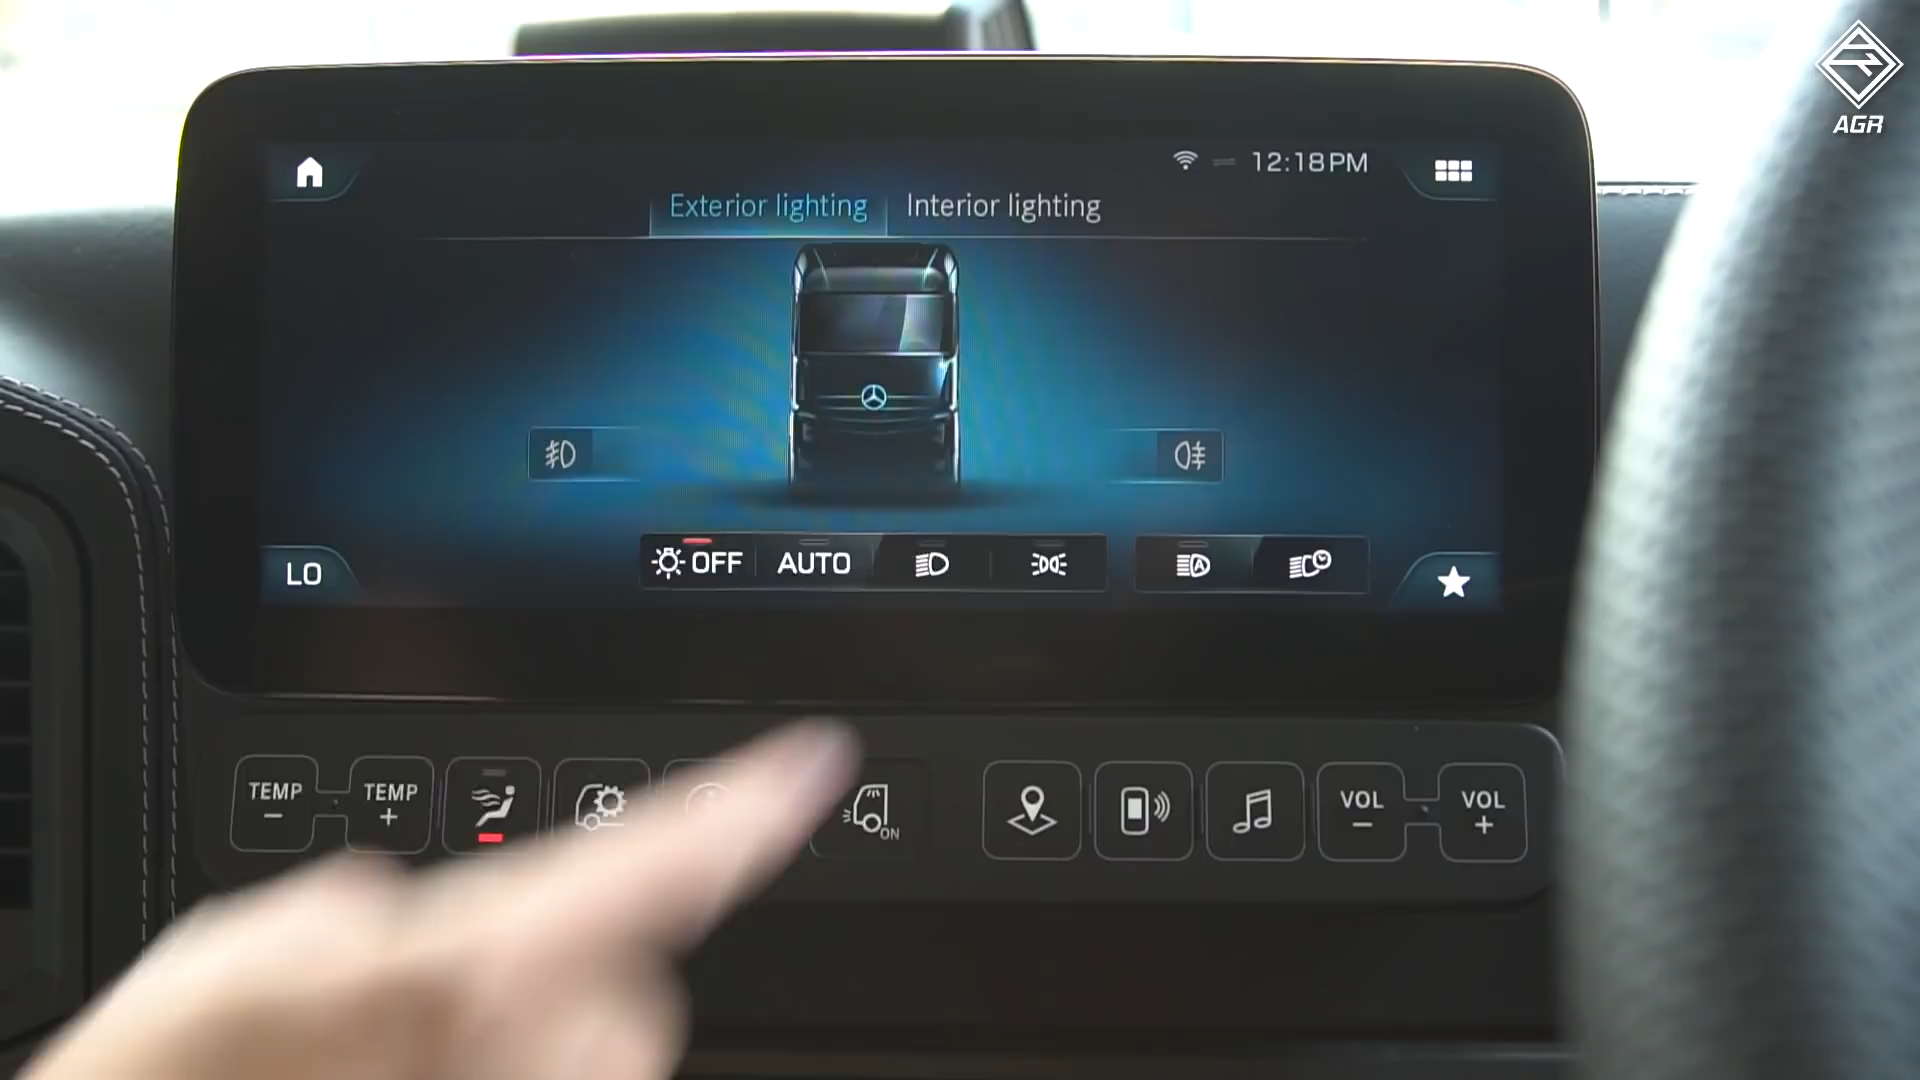 AGR
12:18PM
Exterior lighting
Interior lighting
LO
OFF
AUTO
A
TEMP
−
TEMP
+
ON
VOL
−
VOL
+